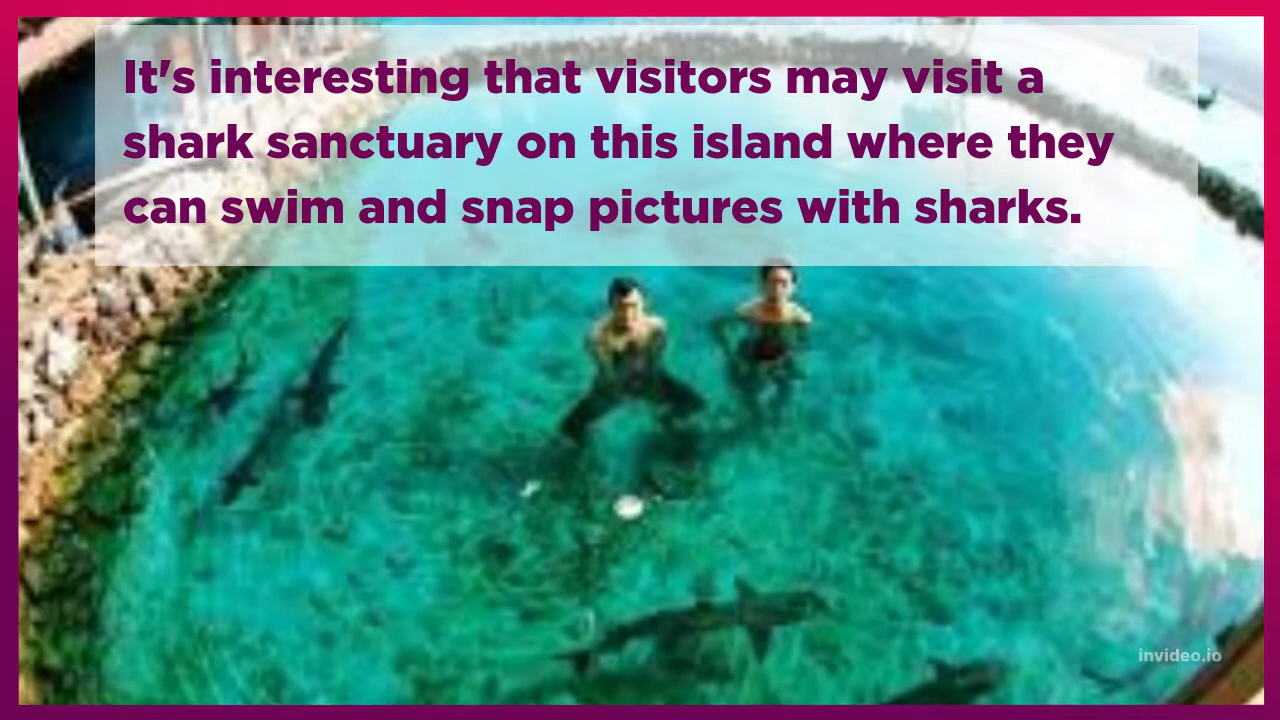 It's interesting that visitors may visit a
shark sanctuary on this island where they
can swim and snap pictures with sharks.
invideo.io